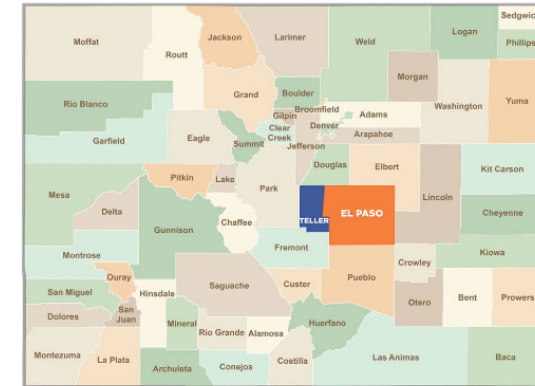 Sedgwic
Moffat
Routt
Jackson
Larimer
Weld
Logan
Phillips
Morgan
Rio Blanco
Grand
Boulder
Broomfield
Washington
Yuma
Gilpin
Adams
Garfield
Eagle
Summit
Clear
Creek
Denver
Arapahoe
Jefferson
Pitkin
Lake
Park
Douglas
Elbert
Lincoln
Kit Carson
Mesa
Delta
Gunnison
Chaffee
TELLER
EL PASO
Cheyenne
Montrose
Fremont
Crowley
Kiowa
Ouray
San Miguel
Hinsdale
Saguache
Custer
Pueblo
Otero
Bent
Prowers
Dolores
San
Juan
Mineral
Rio Grande
Alamosa
Huerfano
Montezuma
La Plata
Archuleta
Conejos
Costilla
Las Animas
Baca